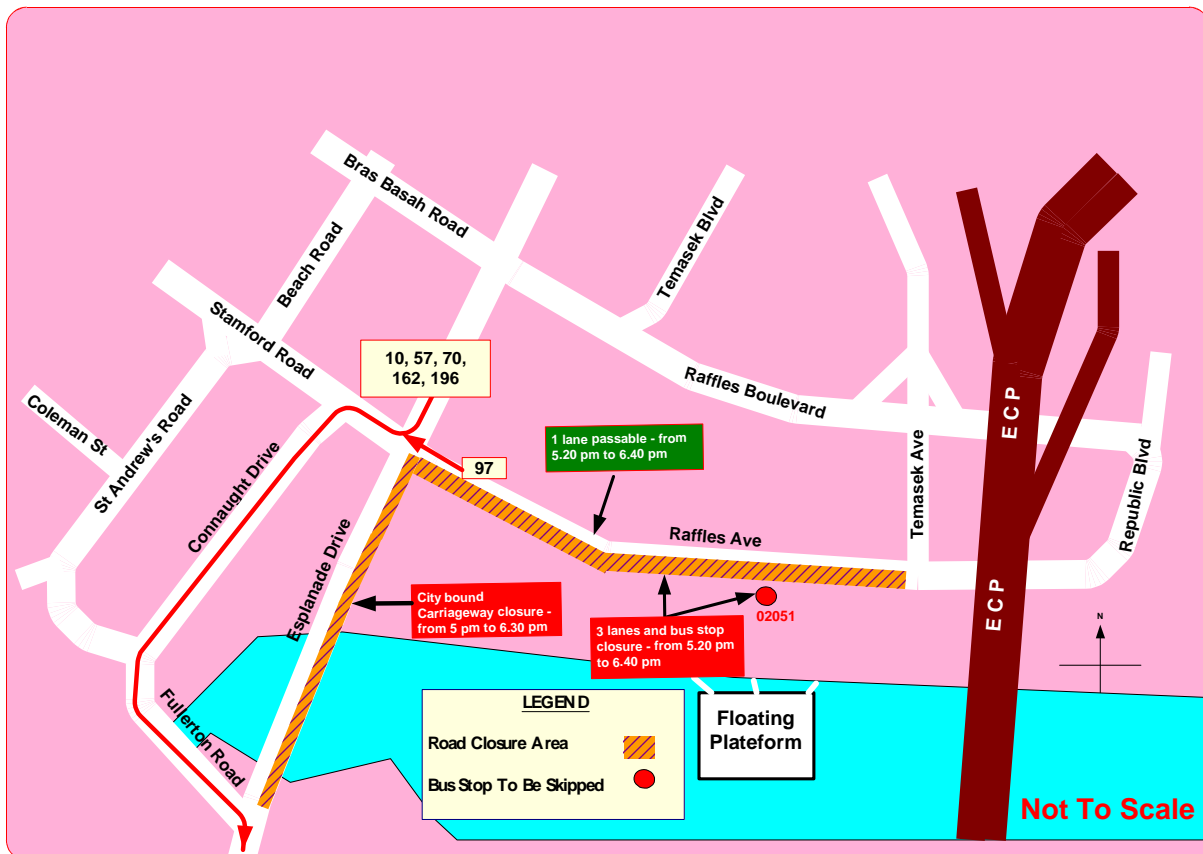 Bras Basah Road
Beach Road
Temasek Blvd
Stamford Road
10, 57, 70,
162, 196
Raffles Boulevard
E C P
Coleman St
St Andrew's Road
Connaught Drive
97
1 lane passable - from
5.20 pm to 6.40 pm
Temasek Ave
Republic Blvd
Raffles Ave
Esplanade Drive
City bound
Carriageway closure -
from 5 pm to 6.30 pm
02051
3 lanes and bus stop
closure - from 5.20 pm
to 6.40 pm
E C P
N
Fullerton Road
LEGEND
Road Closure Area
Bus Stop To Be Skipped
Floating
Plateform
Not To Scale